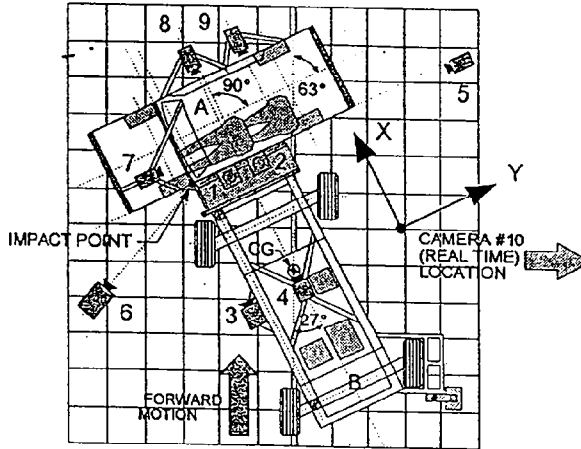 8
9
5
A
90°
63°
X
7
1
2
Y
IMPACT POINT
CG
CAMERA #10
(REAL TIME)
LOCATION
6
3
4
27°
B
FORWARD
MOTION